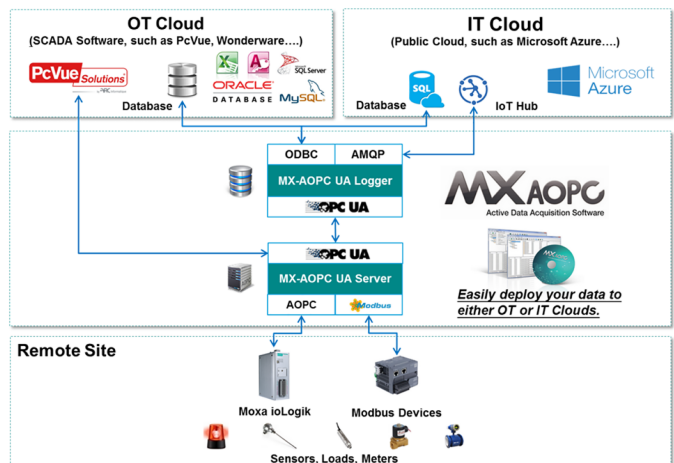 OT Cloud
(SCADA Software, such as PcVue, Wonderware....)
PcVue Solutions
Database
SQL Server
ORACLE
DATABASE
MySQL
IT Cloud
(Public Cloud, such as Microsoft Azure....)
Database
SQL
IoT Hub
Microsoft
Azure
ODBC
AMQP
MX-AOPC UA Logger
OPC UA
OPC UA
MX-AOPC UA Server
AOPC
Modbus
MXAOPC
Active Data Acquisition Software
Easily deploy your data to
either OT or IT Clouds.
Remote Site
Moxa ioLogik
Modbus Devices
Sensors, Loads, Meters